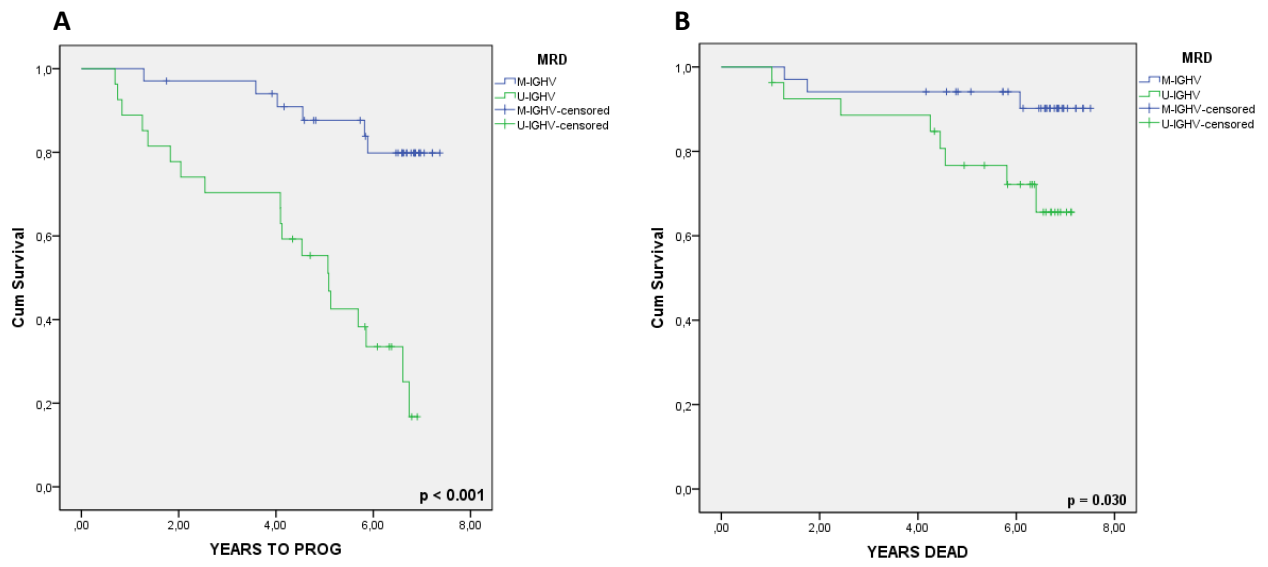 A
B
MRD
M-IGHV
U-IGHV
M-IGHV-censored
U-IGHV-censored
MRD
M-IGHV
U-IGHV
M-IGHV-censored
U-IGHV-censored
1,0
0,8
0,6
0,4
0,2
0,0
Cum Survival
p < 0.001
,00
2,00
4,00
6,00
8,00
YEARS TO PROG
1,0
0,8
0,6
0,4
0,2
0,0
Cum Survival
p = 0.030
,00
2,00
4,00
6,00
8,00
YEARS DEAD